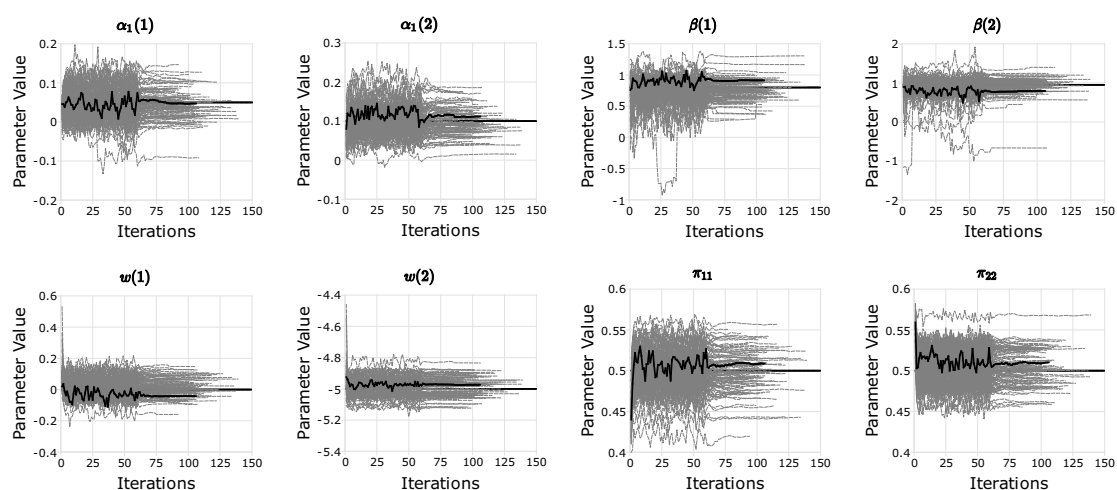 α₁(1) α₁(2) β(1) β(2)
0.2 0.3 1.5 2
0.1 0.2 1 1
0 0.1 0.5 0
-0.1 0 0 -1
-0.2 -0.1 -0.5 -2
-1
Parameter Value Parameter Value Parameter Value Parameter Value
0 25 50 75 100 125 150 0 25 50 75 100 125 150 0 25 50 75 100 125 150 0 25 50 75 100 125 150
Iterations Iterations Iterations Iterations
w(1) w(2) π₁₁ π₂₂
0.6 -4.4 0.6 0.6
0.4 -4.6 0.55 0.55
0.2 -4.8 0.5 0.5
0 -5.0 0.45 0.45
-0.2 -5.2 0.4 0.4
-0.4 -5.4
Parameter Value Parameter Value Parameter Value Parameter Value
0 25 50 75 100 125 150 0 25 50 75 100 125 150 0 25 50 75 100 125 150 0 25 50 75 100 125 150
Iterations Iterations Iterations Iterations